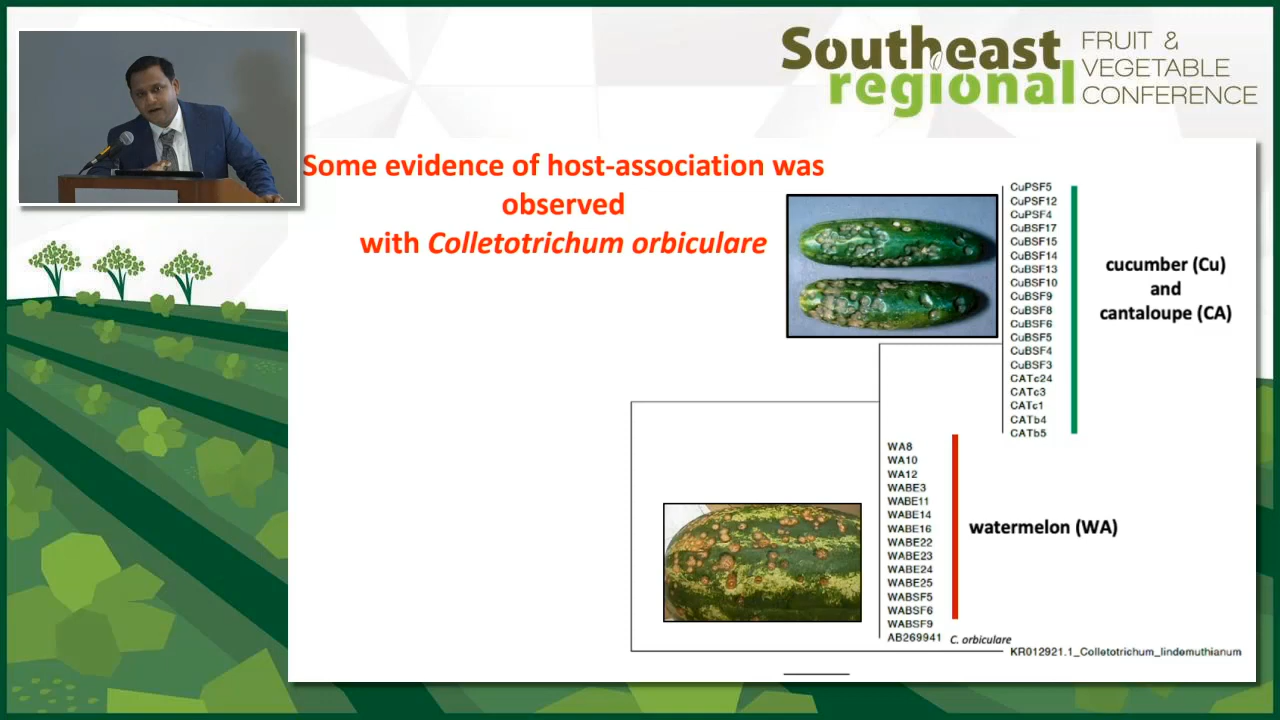 Southeast
regional
FRUIT &
VEGETABLE
CONFERENCE
Some evidence of host-association was
observed
with Colletotrichum orbiculare
CuPSF5
CuPSF12
CuPSF4
CuBSF17
CuBSF15
CuBSF14
CuBSF13
CuBSF10
CuBSF9
CuBSF8
CuBSF6
CuBSF5
CuBSF4
CuBSF3
CATc24
CATc3
CATc1
CATb4
CATb5
cucumber (Cu)
and
cantaloupe (CA)
WA8
WA10
WA12
WABE3
WABE11
WABE14
WABE16
WABE22
WABE23
WABE24
WABE25
WABSF5
WABSF6
WABSF9
AB269941
watermelon (WA)
C. orbiculare
KR012921.1_Colletotrichum_lindemuthianum